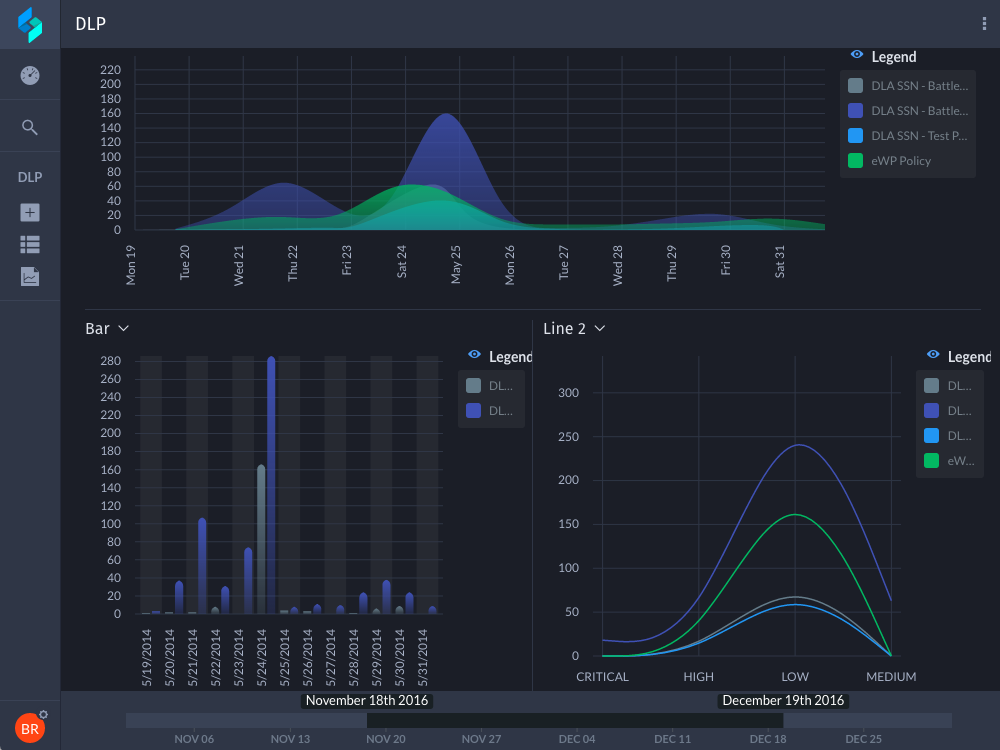 DLP
DLP
BR
220
200
180
160
140
120
100
80
60
40
20
0
Mon 19
Tue 20
Wed 21
Thu 22
Fri 23
Sat 24
May 25
Mon 26
Tue 27
Wed 28
Thu 29
Fri 30
Sat 31
Legend
DLA SSN - Battle...
DLA SSN - Battle...
DLA SSN - Test P...
eWP Policy
Bar
280
260
240
220
200
180
160
140
120
100
80
60
40
20
0
5/19/2014
5/20/2014
5/21/2014
5/22/2014
5/23/2014
5/24/2014
5/25/2014
5/26/2014
5/27/2014
5/28/2014
5/29/2014
5/30/2014
5/31/2014
Legend
DL...
DL...
Line 2
300
250
200
150
100
50
0
CRITICAL HIGH LOW MEDIUM
Legend
DL...
DL...
DL...
eW...
November 18th 2016 December 19th 2016
NOV 06 NOV 13 NOV 20 NOV 27 DEC 04 DEC 11 DEC 18 DEC 25